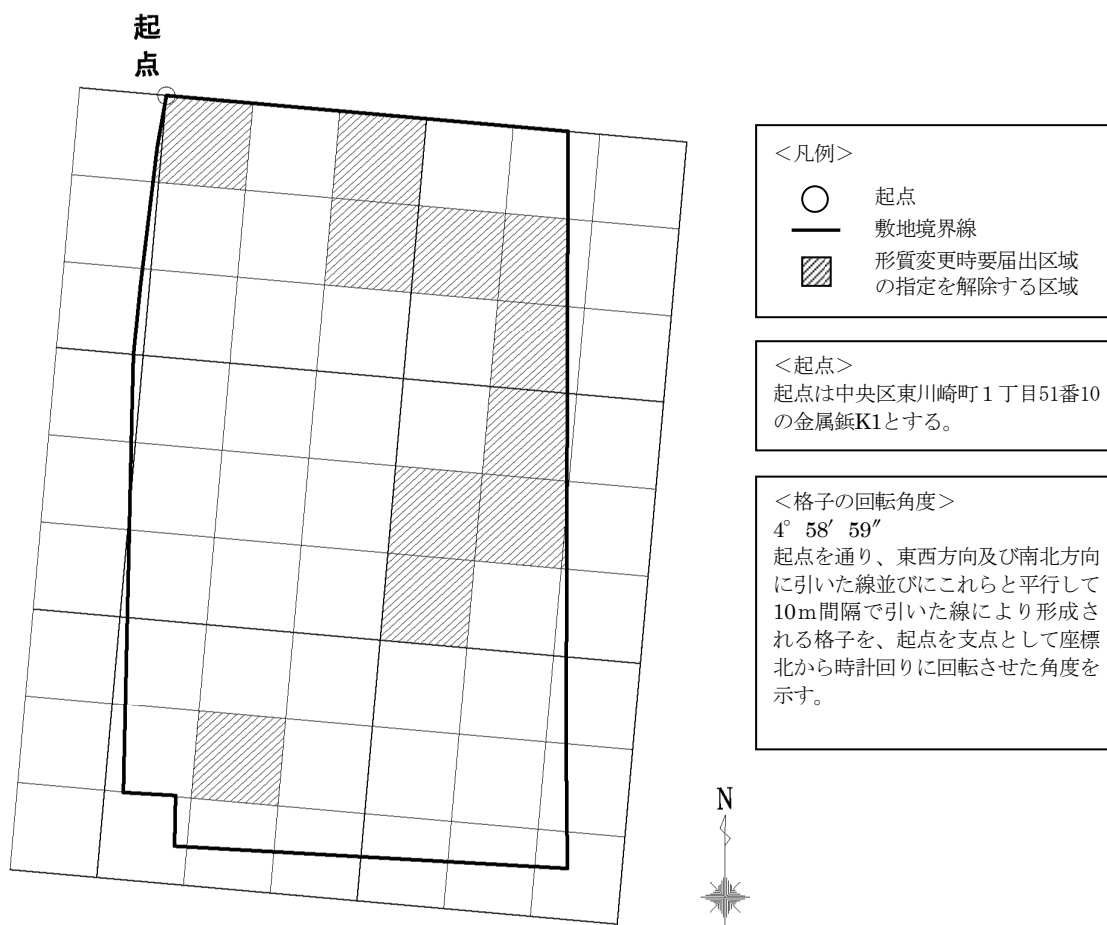 起
点
＜凡例＞
起点
敷地境界線
形質変更時要届出区域
の指定を解除する区域
＜起点＞
起点は中央区東川崎町１丁目51番10
の金属鋲K1とする。
＜格子の回転角度＞
4° 58′ 59″
起点を通り、東西方向及び南北方向
に引いた線並びにこれらと平行して
10ｍ間隔で引いた線により形成さ
れる格子を、起点を支点として座標
北から時計回りに回転させた角度を
示す。
N